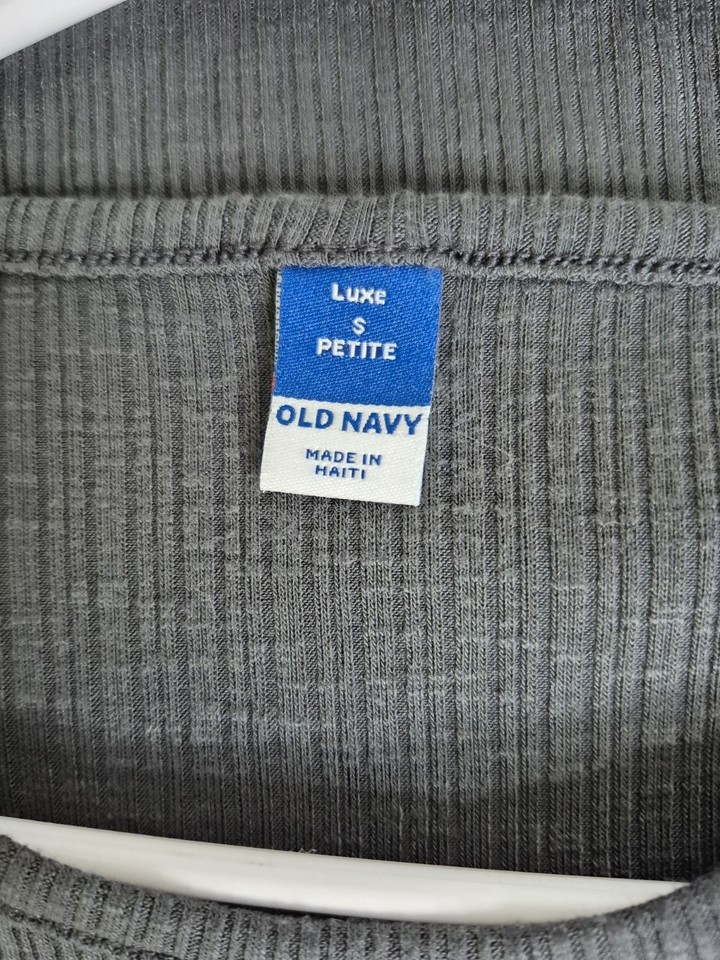 Luxe
S
PETITE
OLD NAVY
MADE IN
HAITI